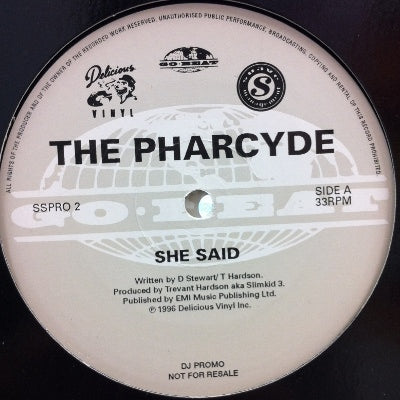 ALL RIGHTS OF THE PRODUCER AND OF THE OWNER OF THE RECORDED WORK RESERVED. UNAUTHORISED PUBLIC PERFORMANCE, BROADCASTING, COPYING AND RENTAL OF THIS RECORD PROHIBITED.
Delicious
VINYL
GO BEAT
S
THE PHARCYDE
GO·BEAT
SSPRO 2
SIDE A
33RPM
SHE SAID
Written by D Stewart/ T Hardson.
Produced by Trevant Hardson aka Slimkid 3.
Published by EMI Music Publishing Ltd.
℗ 1996 Delicious Vinyl Inc.
DJ PROMO
NOT FOR RESALE